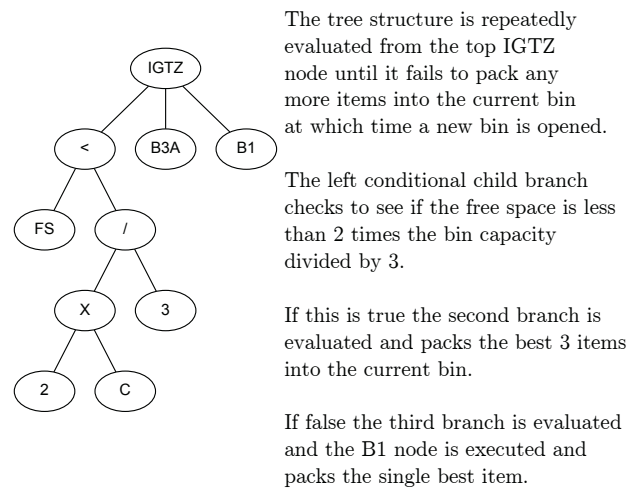 IGTZ
< B3A B1
FS /
X 3
2 C
The tree structure is repeatedly
evaluated from the top IGTZ
node until it fails to pack any
more items into the current bin
at which time a new bin is opened.
The left conditional child branch
checks to see if the free space is less
than 2 times the bin capacity
divided by 3.
If this is true the second branch is
evaluated and packs the best 3 items
into the current bin.
If false the third branch is evaluated
and the B1 node is executed and
packs the single best item.